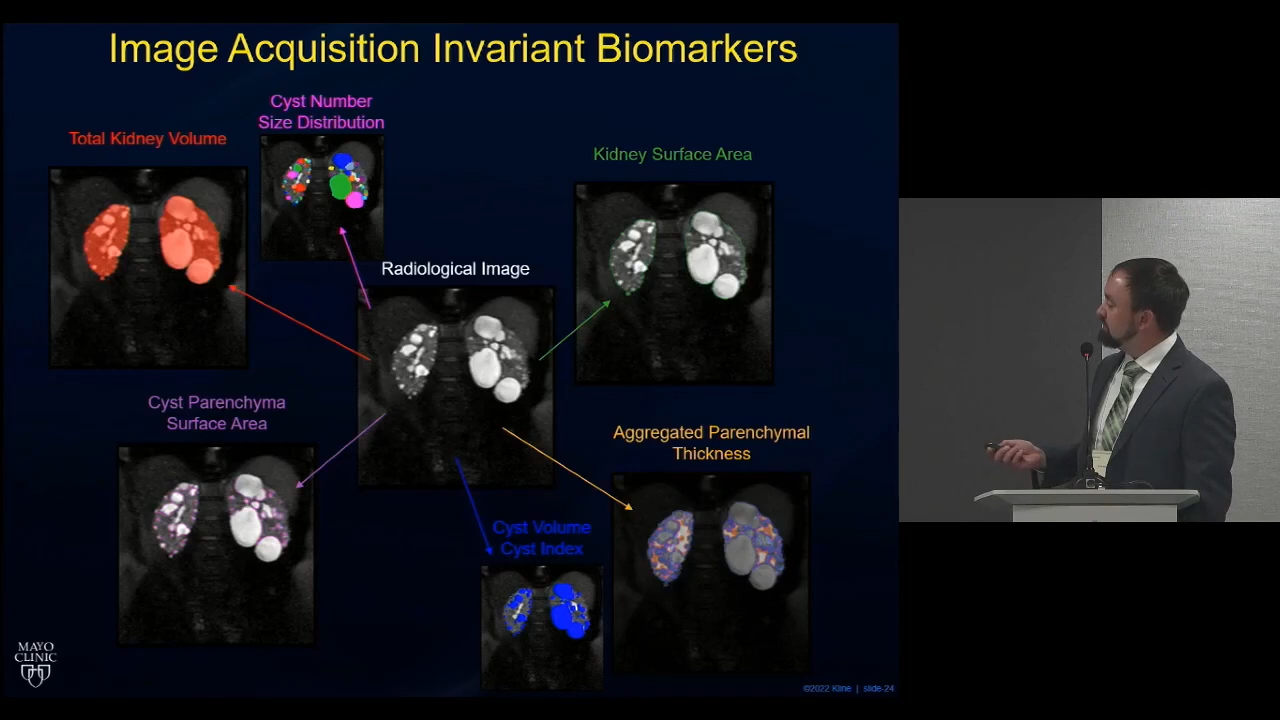 Image Acquisition Invariant Biomarkers
Cyst Number
Size Distribution
Total Kidney Volume
Kidney Surface Area
Radiological Image
Cyst Parenchyma
Surface Area
Aggregated Parenchymal
Thickness
Cyst Volume
Cyst Index
MAYO
CLINIC
©2022 Kline | slide-24